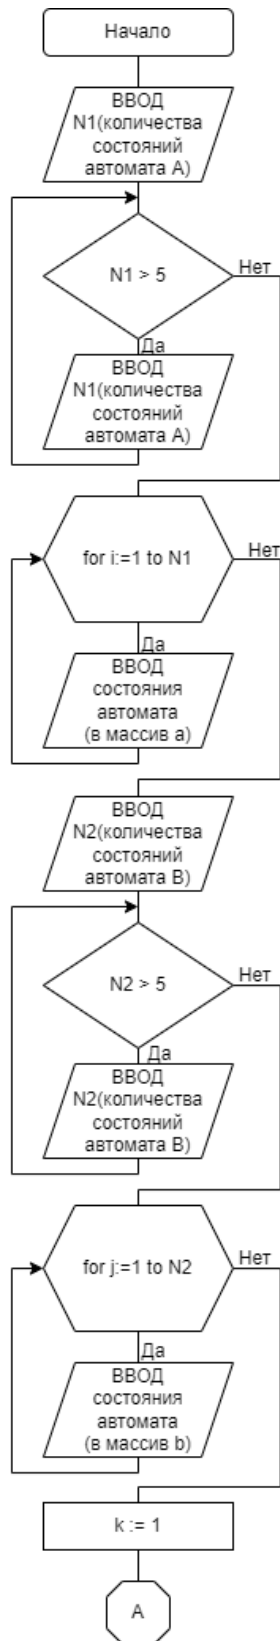 Начало
ВВОД
N1(количества
состояний
автомата A)
N1 > 5
Нет
Да
ВВОД
N1(количества
состояний
автомата A)
for i:=1 to N1
Нет
Да
ВВОД
состояния
автомата
(в массив a)
ВВОД
N2(количества
состояний
автомата B)
N2 > 5
Нет
Да
ВВОД
N2(количества
состояний
автомата B)
for j:=1 to N2
Нет
Да
ВВОД
состояния
автомата
(в массив b)
k := 1
A